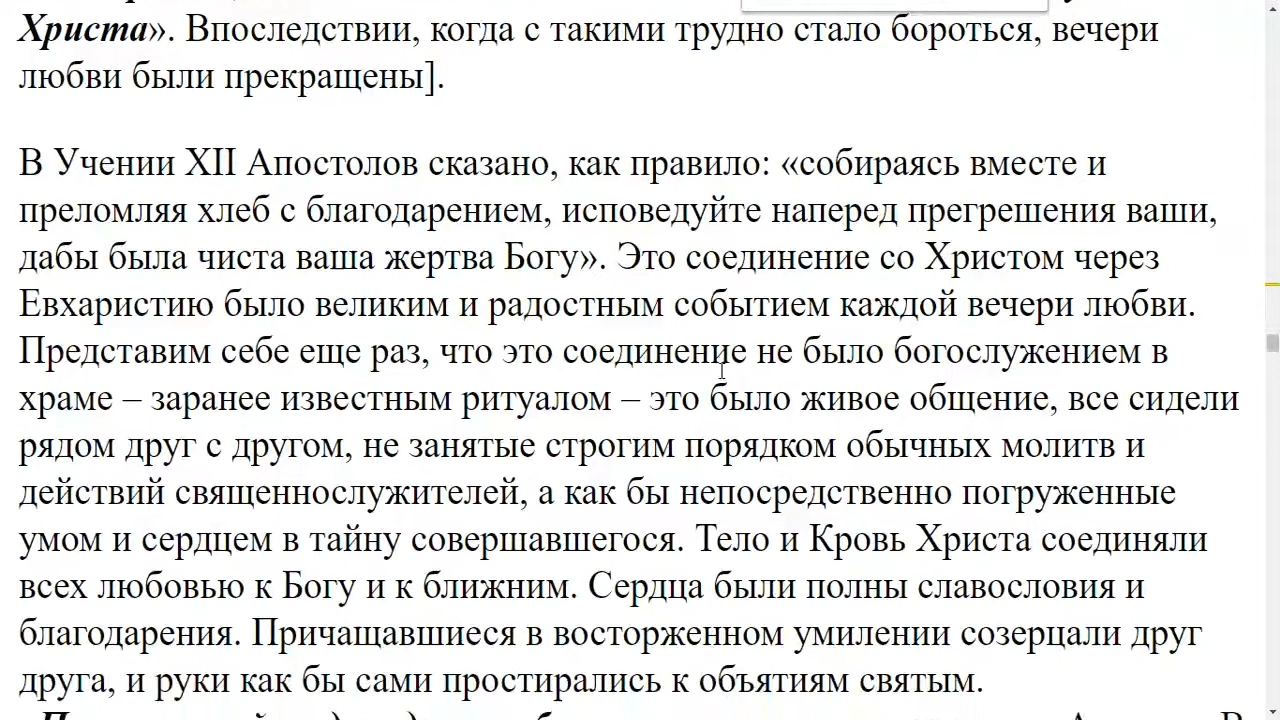 Христа». Впоследствии, когда с такими трудно стало бороться, вечери
любви были прекращены].
В Учении XII Апостолов сказано, как правило: «собираясь вместе и
преломляя хлеб с благодарением, исповедуйте наперед прегрешения ваши,
дабы была чиста ваша жертва Богу». Это соединение со Христом через
Евхаристию было великим и радостным событием каждой вечери любви.
Представим себе еще раз, что это соединение не было богослужением в
храме – заранее известным ритуалом – это было живое общение, все сидели
рядом друг с другом, не занятые строгим порядком обычных молитв и
действий священнослужителей, а как бы непосредственно погруженные
умом и сердцем в тайну совершавшегося. Тело и Кровь Христа соединяли
всех любовью к Богу и к ближним. Сердца были полны славословия и
благодарения. Причащавшиеся в восторженном умилении созерцали друг
друга, и руки как бы сами простирались к объятиям святым.